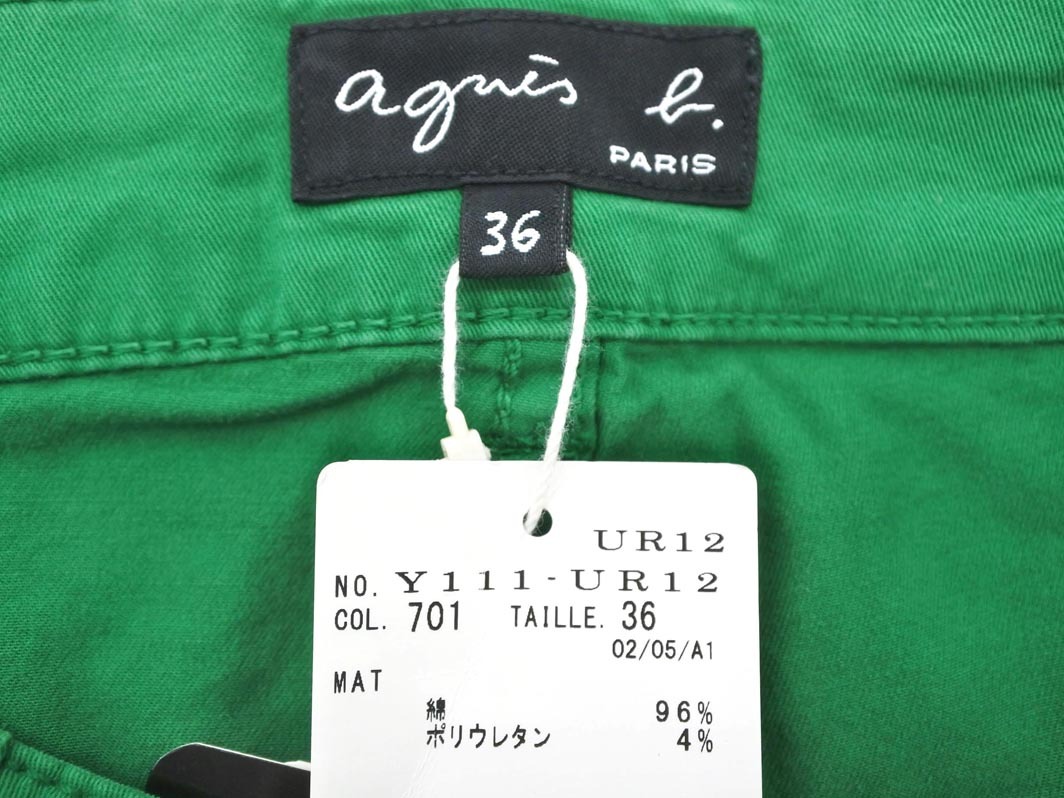 agnès b.
PARIS
36
UR12
NO. Y111-UR12
COL. 701 TAILLE. 36
02/05/A1
MAT
綿 96%
ポリウレタン 4%